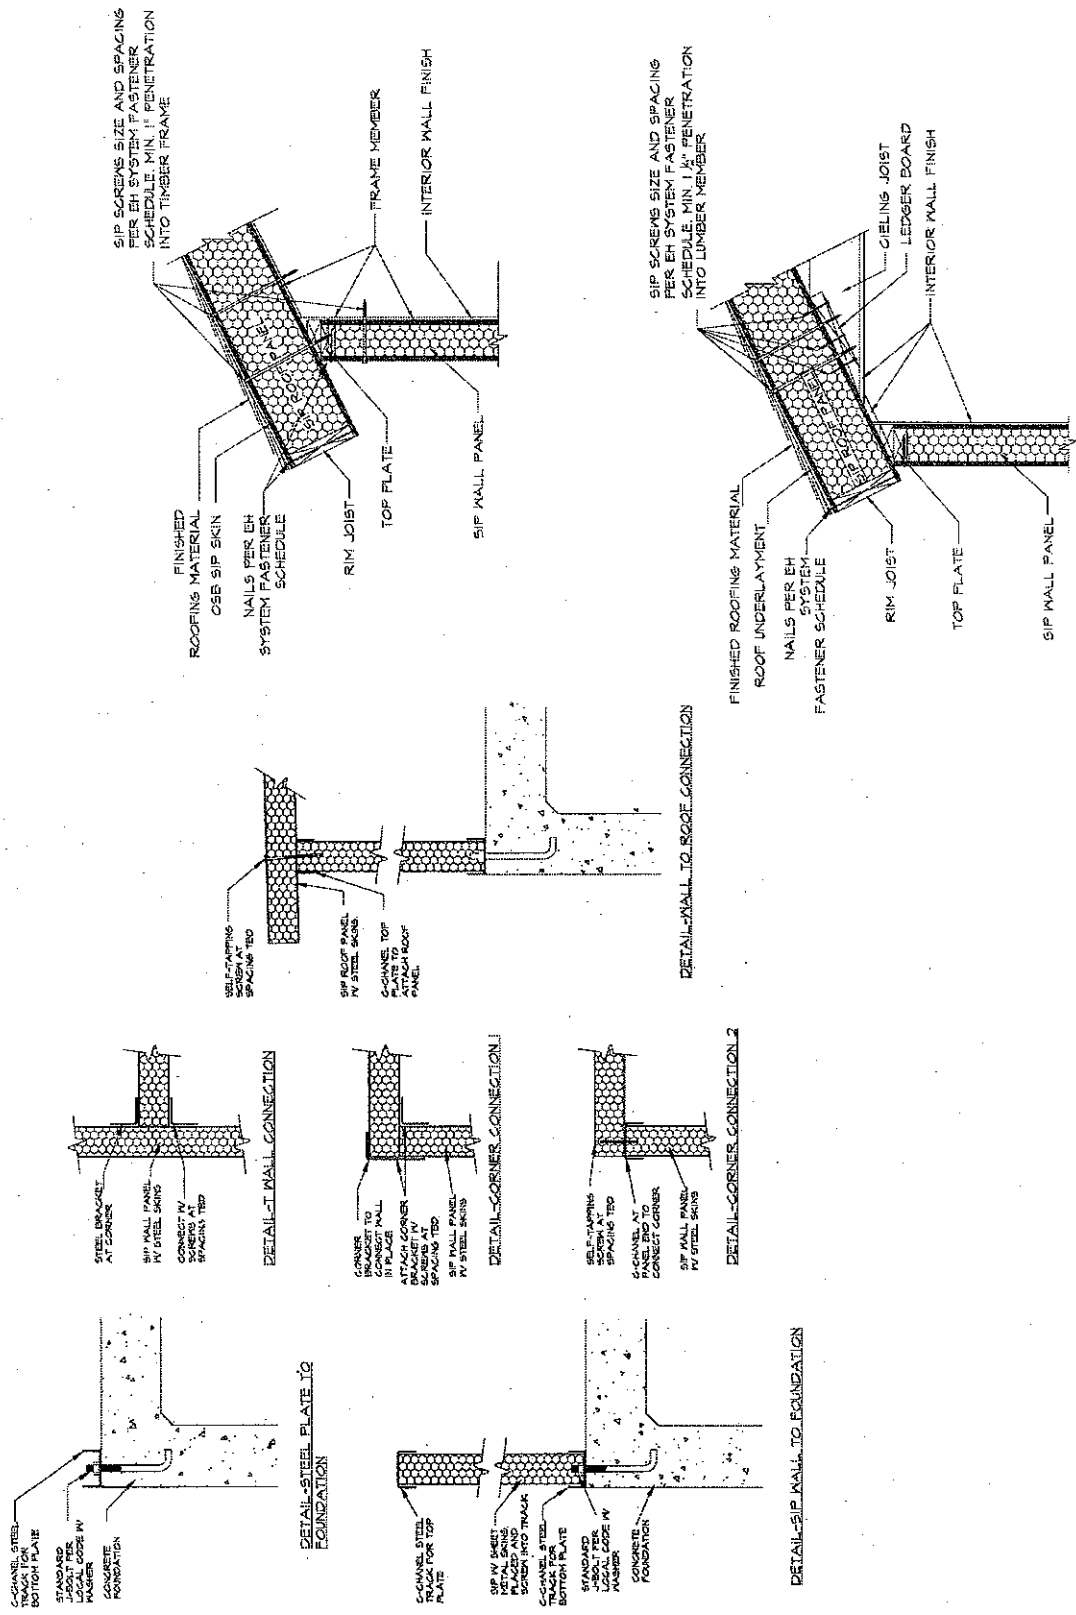 C-CHANEL STEEL
TRACK FOR
BOTTOM PLATE
STANDARD
J-BOLT PER
LOCAL CODE W/
WASHER
CONCRETE
FOUNDATION
DETAIL-STEEL PLATE TO
FOUNDATION
C-CHANEL STEEL
TRACK FOR TOP
PLATE
SIP W/ SHEET
METAL SKINS
PLACED AND
SCREW INTO TRACK
C-CHANEL STEEL
TRACK FOR
BOTTOM PLATE
STANDARD
J-BOLT PER
LOCAL CODE W/
WASHER
CONCRETE
FOUNDATION
DETAIL-SIP WALL TO FOUNDATION
STEEL BRACKET
AT CORNER
SIP WALL PANEL
W/ STEEL SKINS
CONNECT W/
SCREWS AT
SPACING TBD
DETAIL-T WALL CONNECTION
CORNER
BRACKET TO
CONNECT WALL
IN PLACE
ATTACH CORNER
BRACKET W/
SCREWS AT
SPACING TBD
SIP WALL PANEL
W/ STEEL SKINS
DETAIL-CORNER CONNECTION 1
SELF-TAPPING
SCREW AT
SPACING TBD
C-CHANEL AT
PANEL END TO
CONNECT CORNER
SIP WALL PANEL
W/ STEEL SKINS
DETAIL-CORNER CONNECTION 2
SELF-TAPPING
SCREW AT
SPACING TBD
SIP ROOF PANEL
W/ STEEL SKINS
C-CHANEL TOP
PLATE TO
ATTACH ROOF
PANEL
DETAIL-WALL TO ROOF CONNECTION
SIP SCREWS SIZE AND SPACING
PER EH SYSTEM FASTENER
SCHEDULE. MIN. 1" PENETRATION
INTO TIMBER FRAME
FINISHED
ROOFING MATERIAL
OSB SIP SKIN
NAILS PER EH
SYSTEM FASTENER
SCHEDULE
RIM JOIST
TOP PLATE
SIP WALL PANEL
SIP ROOF PANEL
FRAME MEMBER
INTERIOR WALL FINISH
SIP SCREWS SIZE AND SPACING
PER EH SYSTEM FASTENER
SCHEDULE. MIN. 1 ½" PENETRATION
INTO LUMBER MEMBER
FINISHED ROOFING MATERIAL
ROOF UNDERLAYMENT
NAILS PER EH
SYSTEM
FASTENER SCHEDULE
RIM JOIST
TOP PLATE
SIP WALL PANEL
SIP ROOF PANEL
CIELING JOIST
LEDGER BOARD
INTERIOR WALL FINISH